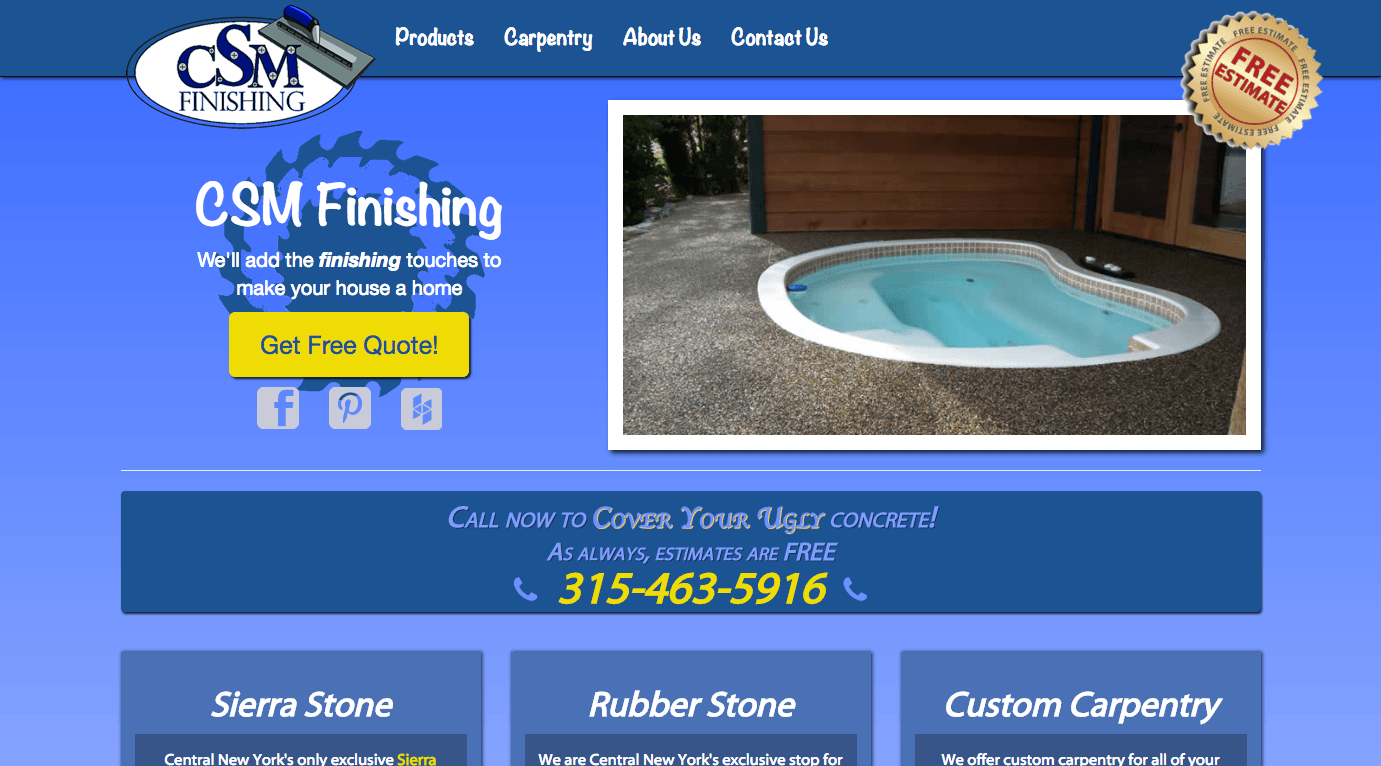 CSM
FINISHING
Products Carpentry About Us Contact Us
FREE ESTIMATE FREE ESTIMATE FREE ESTIMATE FREE ESTIMATE
FREE
ESTIMATE
CSM Finishing
We'll add the finishing touches to
make your house a home
Get Free Quote!
Call now to Cover Your Ugly concrete!
As always, estimates are FREE
315-463-5916
Sierra Stone
Rubber Stone
Custom Carpentry
Central New York's only exclusive Sierra
We are Central New York's exclusive stop for
We offer custom carpentry for all of your